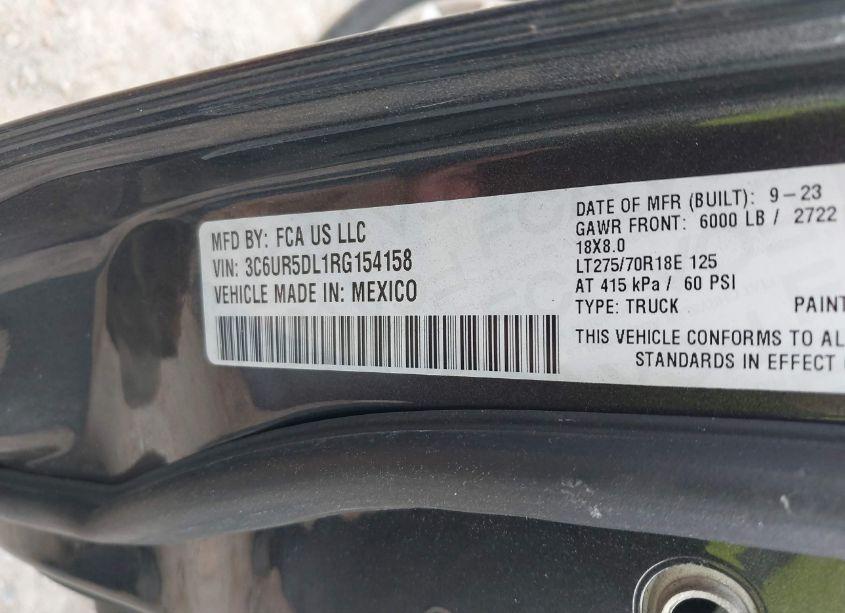 MFD BY: FCA US LLC
VIN: 3C6UR5DL1RG154158
VEHICLE MADE IN: MEXICO
DATE OF MFR (BUILT): 9-23
GAWR FRONT: 6000 LB / 2722
18X8.0
LT275/70R18E 125
AT 415 kPa / 60 PSI
TYPE: TRUCK PAINT
THIS VEHICLE CONFORMS TO AL
STANDARDS IN EFFECT